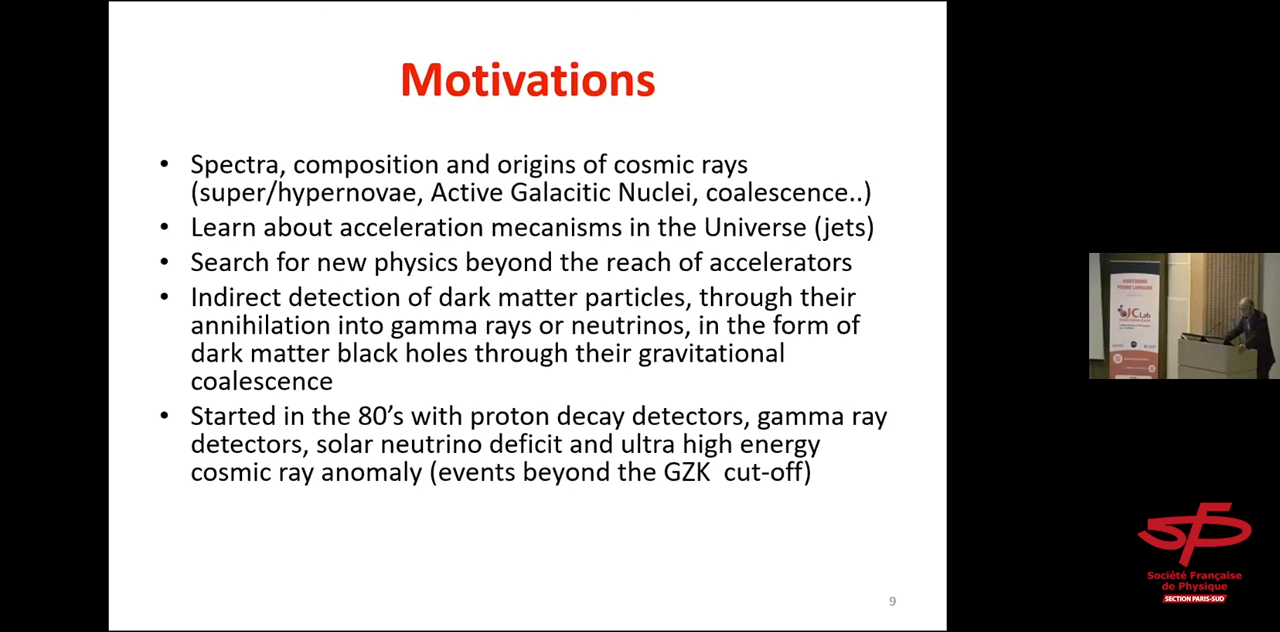 Motivations
• Spectra, composition and origins of cosmic rays
(super/hypernovae, Active Galacitic Nuclei, coalescence..)
• Learn about acceleration mecanisms in the Universe (jets)
• Search for new physics beyond the reach of accelerators
• Indirect detection of dark matter particles, through their
annihilation into gamma rays or neutrinos, in the form of
dark matter black holes through their gravitational
coalescence
• Started in the 80’s with proton decay detectors, gamma ray
detectors, solar neutrino deficit and ultra high energy
cosmic ray anomaly (events beyond the GZK cut-off)
9
PIERRE LEHMANN
IJCLab
sfp
Société Française
de Physique
SECTION PARIS-SUD